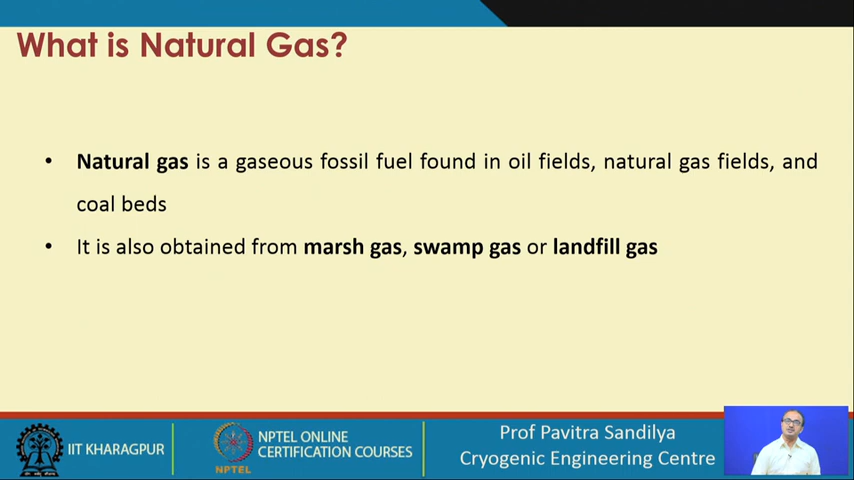 What is Natural Gas?
• Natural gas is a gaseous fossil fuel found in oil fields, natural gas fields, and
coal beds
• It is also obtained from marsh gas, swamp gas or landfill gas
IIT KHARAGPUR
NPTEL
NPTEL ONLINE
CERTIFICATION COURSES
Prof Pavitra Sandilya
Cryogenic Engineering Centre